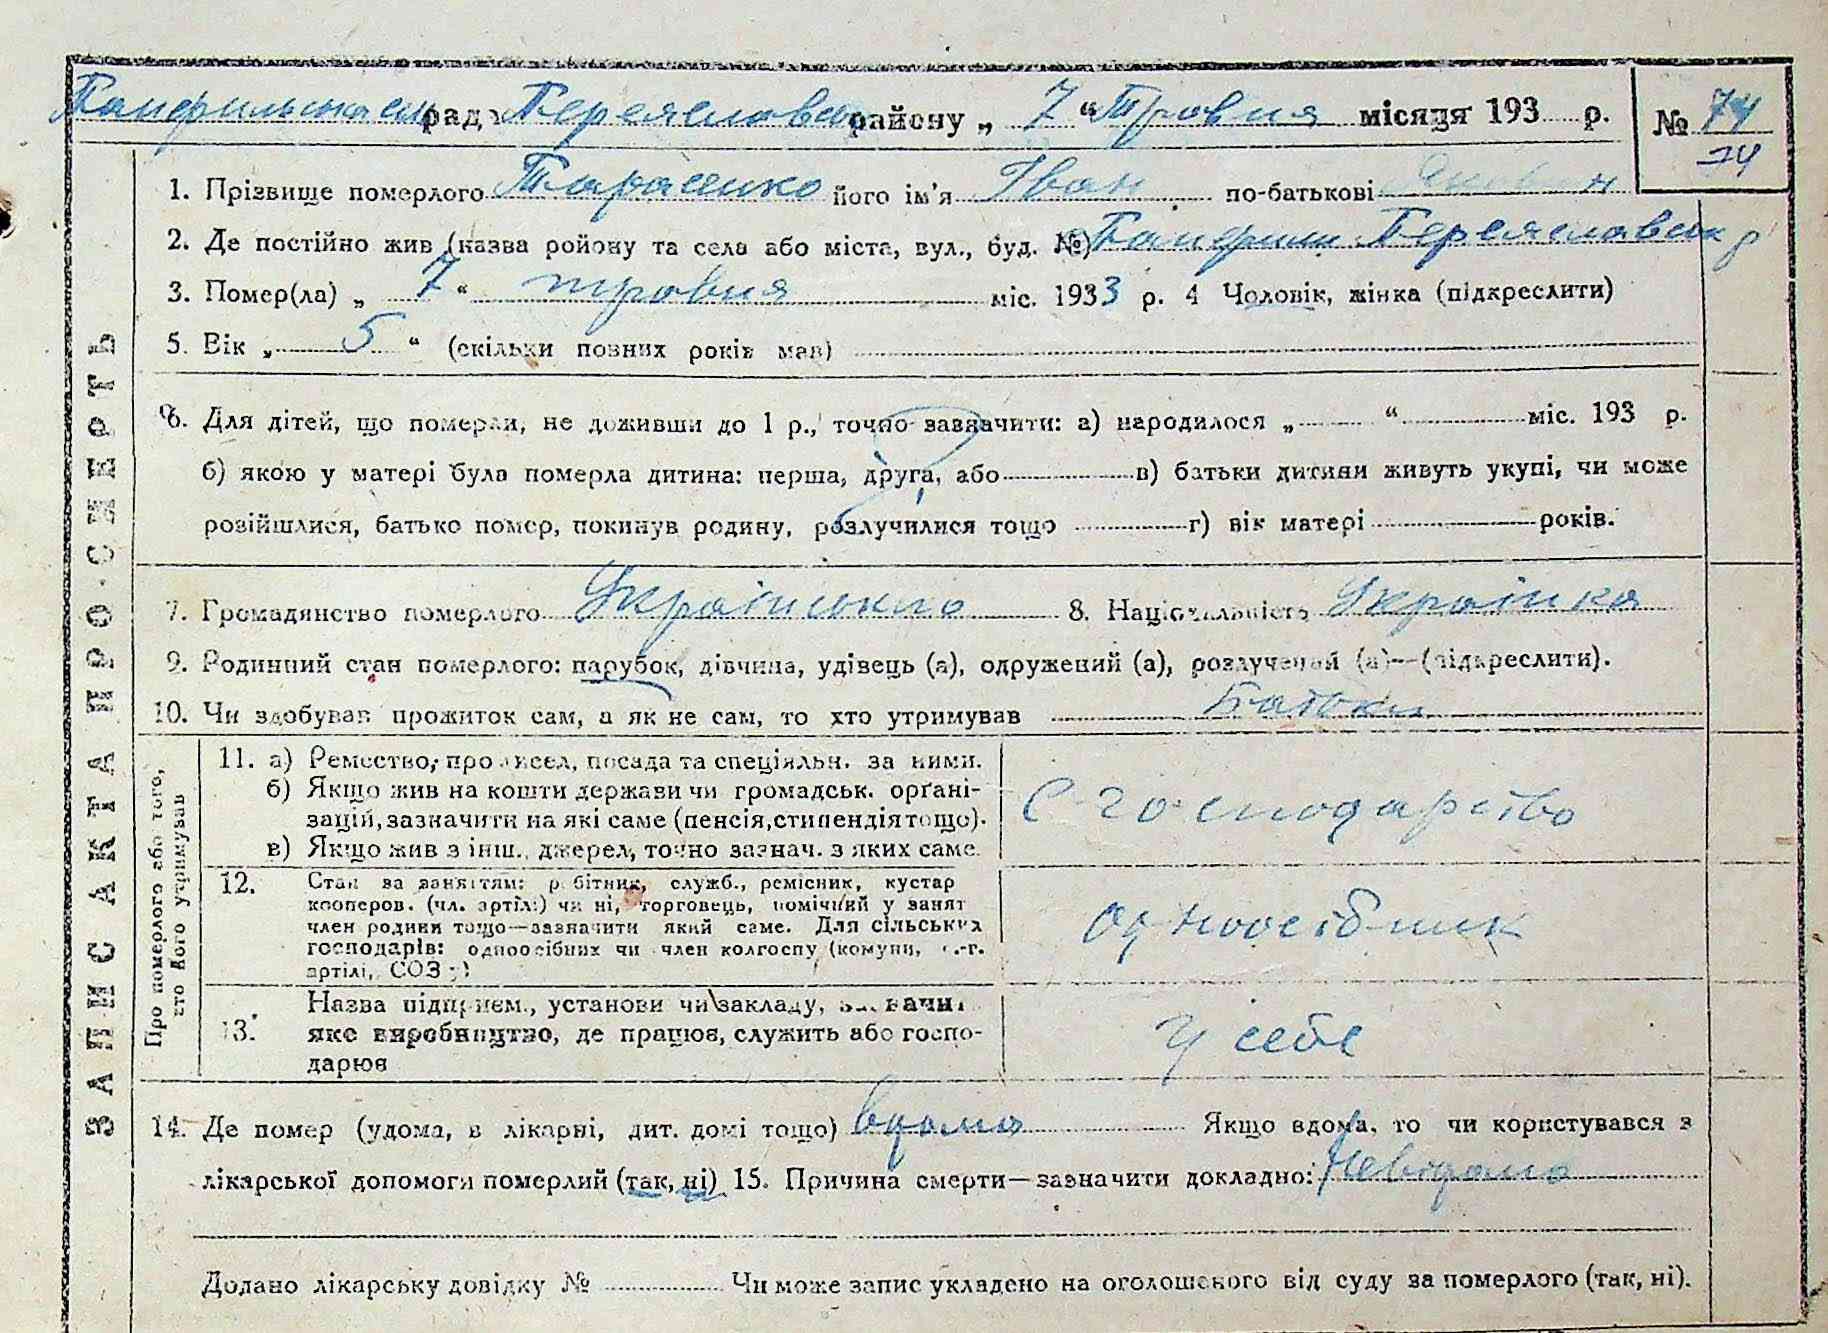 рад Переяславськ району „ 7 “ Травня місяця 193 р. № 74
74
ЗАПИС АКТА ПРО СМЕРТЬ
1. Прізвище померлого Тарасенко його ім’я Іван по-батькові
2. Де постійно жив (назва району та села або міста, вул., буд. №) Панфили Переяславськ р
3. Помер(ла) „ 7 “ травня міс. 1933 р. 4 Чоловік, жінка (підкреслити)
5. Вік „ 5 “ (скільки повних років мав)
6. Для дітей, що померли, не доживши до 1 р., точно зазначити: а) народилося „ “ міс. 193 р.
б) якою у матері була померла дитина: перша, друга, або в) батьки дитини живуть укупі, чи може
розійшлися, батько помер, покинув родину, розлучилися тощо г) вік матері років.
7. Громадянство померлого 8. Національність Українка
9. Родинний стан померлого: парубок, дівчина, удівець (а), одружений (а), розлучений (а)—(підкреслити).
10. Чи здобував прожиток сам, а як не сам, то хто утримував Батьки
Про померлого або того, хто його утримував
11. а) Ремество, промисел, посада та спеціяльн. за ними.
б) Якщо жив на кошти держави чи громадськ. орґані-
зацій, зазначити на які саме (пенсія, стипендія тощо).
в) Якщо жив з інш. джерел, точно зазнач. з яких саме.
С-господарство
12. Стан за заняттям: робітник, служб., ремісник, кустар
кооперов. (чл. артілі) чи ні, торговець, помічний у занят
член родини тощо—зазначити який саме. Для сільських
господарів: одноосібних чи член колгоспу (комуни, с.-г.
артілі, СОЗ)
одноосібник
13. Назва підприєм., установи чи закладу, зазначи
яке виробництво, де працює, служить або госпо-
дарює
У себе
14. Де помер (удома, в лікарні, дит. домі тощо) вдома Якщо вдома, то чи користувався з
лікарської допомоги померлий (так, ні) 15. Причина смерти—зазначити докладно: Невідомо
Додано лікарську довідку № Чи може запис укладено на оголошеного від суду за померлого (так, ні).